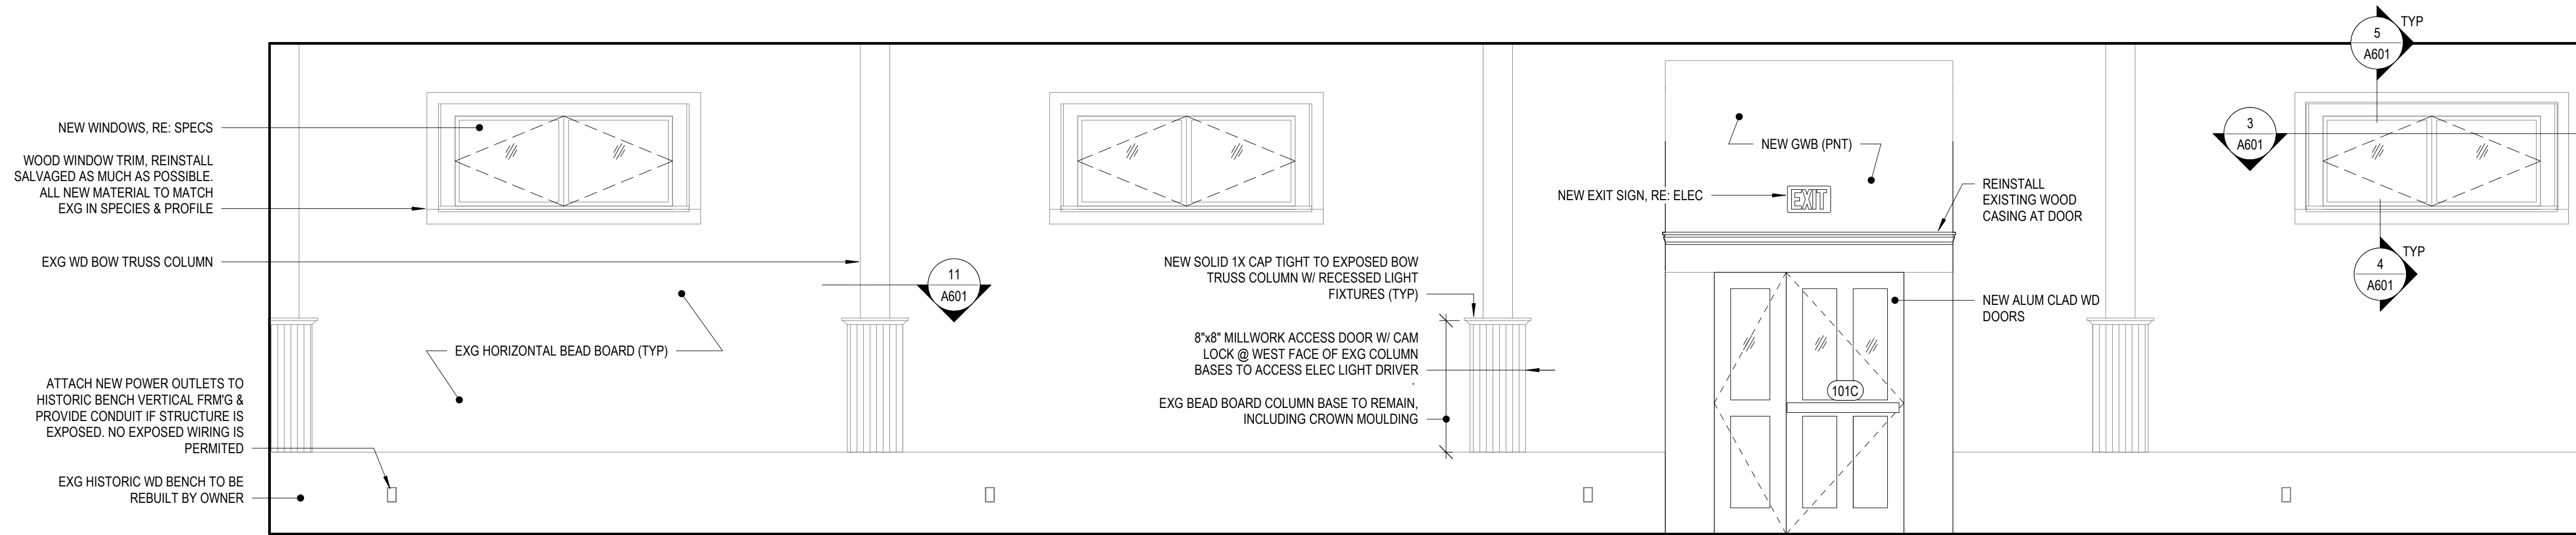 NEW WINDOWS, RE: SPECS
WOOD WINDOW TRIM, REINSTALL
SALVAGED AS MUCH AS POSSIBLE.
ALL NEW MATERIAL TO MATCH
EXG IN SPECIES & PROFILE
EXG WD BOW TRUSS COLUMN
EXG HORIZONTAL BEAD BOARD (TYP)
ATTACH NEW POWER OUTLETS TO
HISTORIC BENCH VERTICAL FRM'G &
PROVIDE CONDUIT IF STRUCTURE IS
EXPOSED. NO EXPOSED WIRING IS
PERMITED
EXG HISTORIC WD BENCH TO BE
REBUILT BY OWNER
11
A601
NEW SOLID 1X CAP TIGHT TO EXPOSED BOW
TRUSS COLUMN W/ RECESSED LIGHT
FIXTURES (TYP)
8"x8" MILLWORK ACCESS DOOR W/ CAM
LOCK @ WEST FACE OF EXG COLUMN
BASES TO ACCESS ELEC LIGHT DRIVER
.
EXG BEAD BOARD COLUMN BASE TO REMAIN,
INCLUDING CROWN MOULDING
NEW GWB (PNT)
NEW EXIT SIGN, RE: ELEC
EXIT
REINSTALL
EXISTING WOOD
CASING AT DOOR
NEW ALUM CLAD WD
DOORS
101C
5
A601
TYP
3
A601
4
A601
TYP